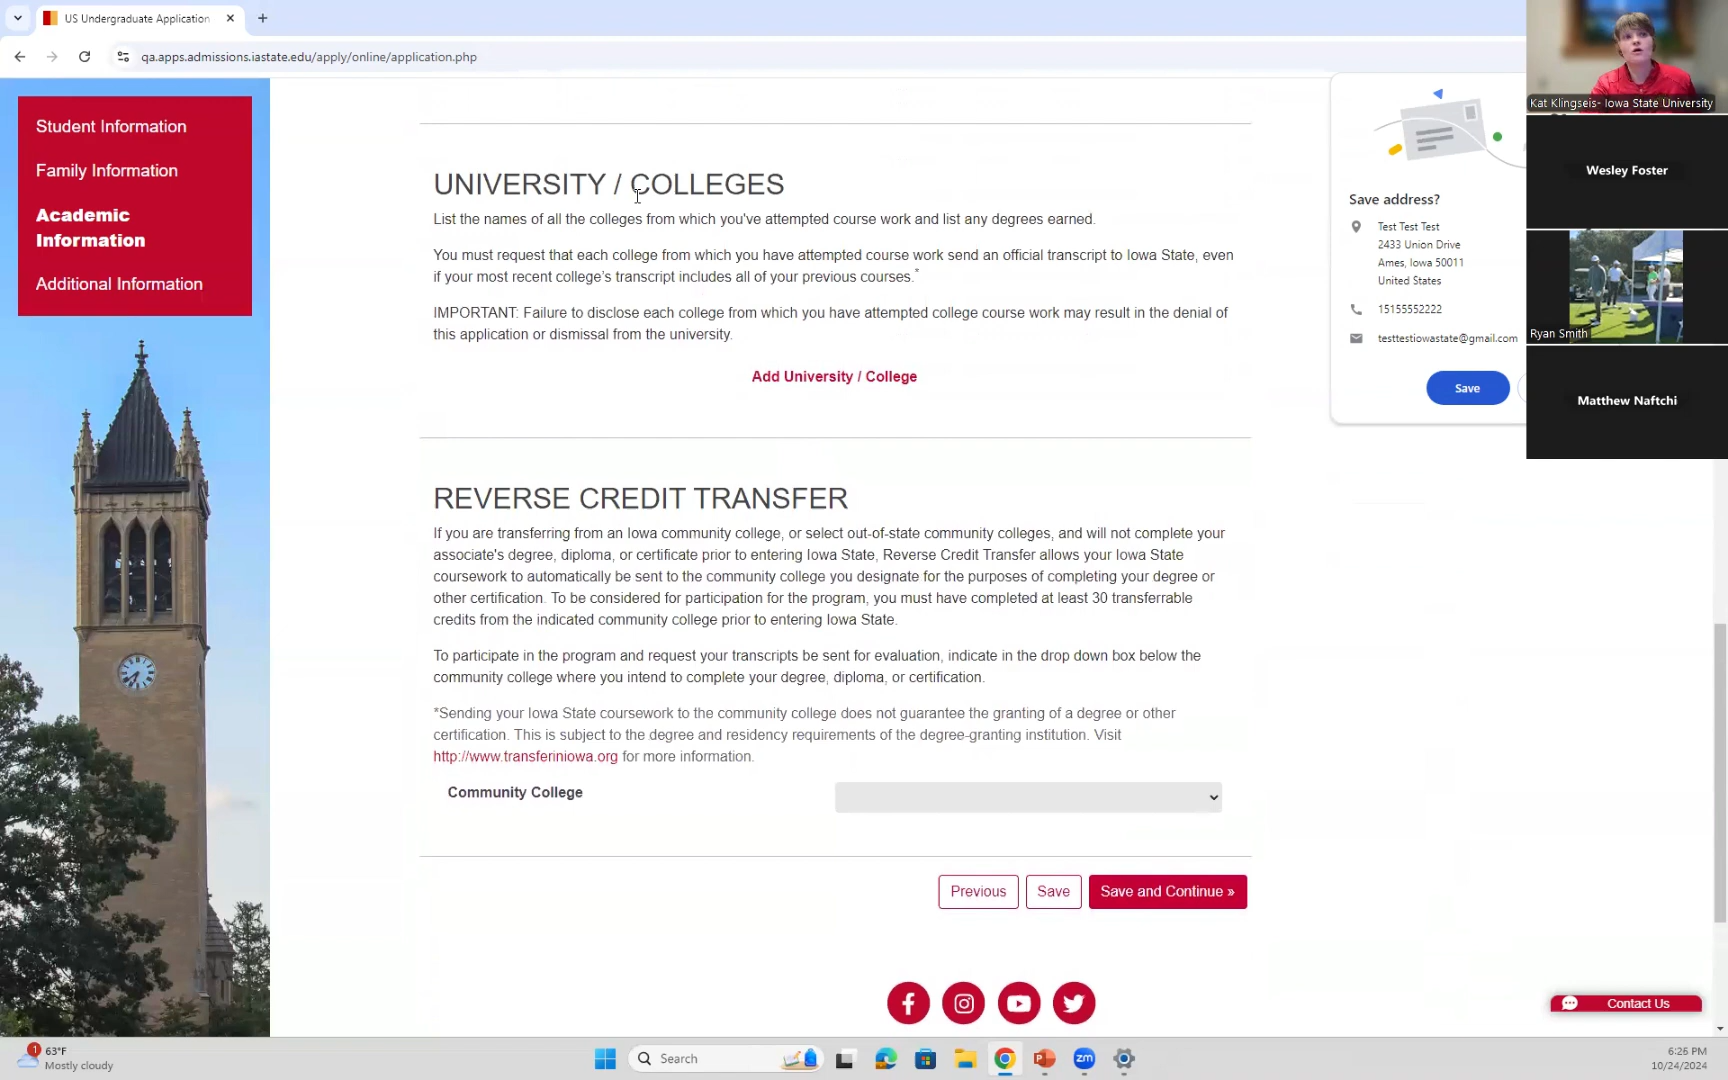 US Undergraduate Application
qa.apps.admissions.iastate.edu/apply/online/application.php
Student Information
Family Information
Academic
Information
Additional Information
UNIVERSITY / COLLEGES
List the names of all the colleges from which you've attempted course work and list any degrees earned.
You must request that each college from which you have attempted course work send an official transcript to Iowa State, even
if your most recent college's transcript includes all of your previous courses.*
IMPORTANT: Failure to disclose each college from which you have attempted college course work may result in the denial of
this application or dismissal from the university.
Add University / College
REVERSE CREDIT TRANSFER
If you are transferring from an Iowa community college, or select out-of-state community colleges, and will not complete your
associate's degree, diploma, or certificate prior to entering Iowa State, Reverse Credit Transfer allows your Iowa State
coursework to automatically be sent to the community college you designate for the purposes of completing your degree or
other certification. To be considered for participation for the program, you must have completed at least 30 transferrable
credits from the indicated community college prior to entering Iowa State.
To participate in the program and request your transcripts be sent for evaluation, indicate in the drop down box below the
community college where you intend to complete your degree, diploma, or certification.
*Sending your Iowa State coursework to the community college does not guarantee the granting of a degree or other
certification. This is subject to the degree and residency requirements of the degree-granting institution. Visit
http://www.transferiniowa.org for more information.
Community College
Previous
Save
Save and Continue »
Save address?
Test Test Test
2433 Union Drive
Ames, Iowa 50011
United States
15155552222
testtestiowastate@gmail.com
Save
Kat Klingseis- Iowa State University
Wesley Foster
Ryan Smith
Matthew Naftchi
Contact Us
1
63°F
Mostly cloudy
Search
zm
6:25 PM
10/24/2024